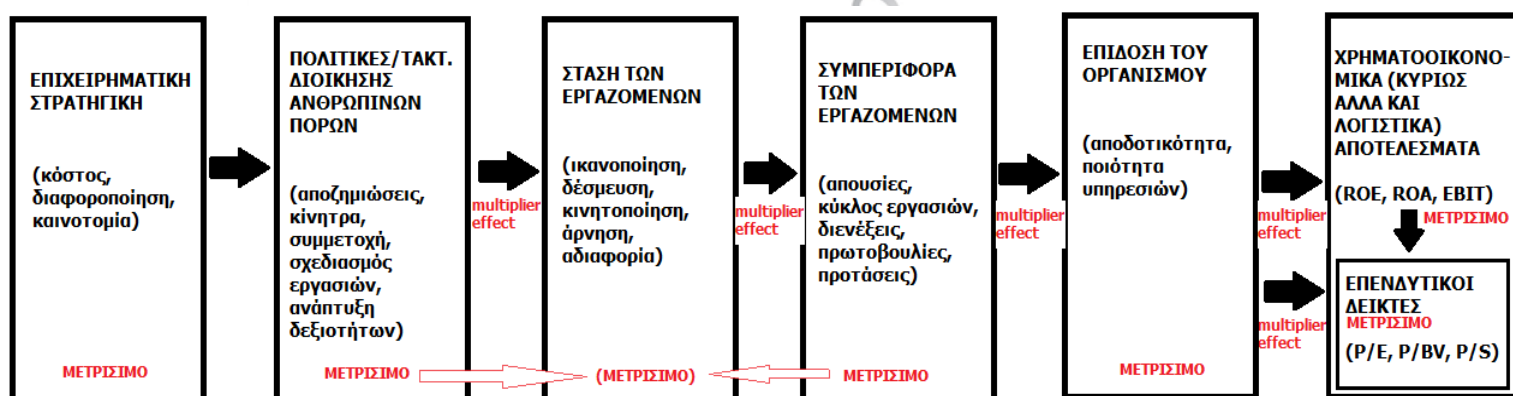 ΕΠΙΧΕΙΡΗΜΑΤΙΚΗ
ΣΤΡΑΤΗΓΙΚΗ
(κόστος,
διαφοροποίηση,
καινοτομία)
ΜΕΤΡΙΣΙΜΟ
ΠΟΛΙΤΙΚΕΣ/ΤΑΚΤ.
ΔΙΟΙΚΗΣΗΣ
ΑΝΘΡΩΠΙΝΩΝ
ΠΟΡΩΝ
(αποζημιώσεις,
κίνητρα,
συμμετοχή,
σχεδιασμός
εργασιών,
ανάπτυξη
δεξιοτήτων)
ΜΕΤΡΙΣΙΜΟ
multiplier
effect
ΣΤΑΣΗ ΤΩΝ
ΕΡΓΑΖΟΜΕΝΩΝ
(ικανοποίηση,
δέσμευση,
κινητοποίηση,
άρνηση,
αδιαφορία)
(ΜΕΤΡΙΣΙΜΟ)
multiplier
effect
ΣΥΜΠΕΡΙΦΟΡΑ
ΤΩΝ
ΕΡΓΑΖΟΜΕΝΩΝ
(απουσίες,
κύκλος εργασιών,
διενέξεις,
πρωτοβουλίες,
προτάσεις)
ΜΕΤΡΙΣΙΜΟ
multiplier
effect
ΕΠΙΔΟΣΗ ΤΟΥ
ΟΡΓΑΝΙΣΜΟΥ
(αποδοτικότητα,
ποιότητα
υπηρεσιών)
ΜΕΤΡΙΣΙΜΟ
multiplier
effect
multiplier
effect
ΧΡΗΜΑΤΟΟΙΚΟΝΟ-
ΜΙΚΑ (ΚΥΡΙΩΣ
ΑΛΛΑ ΚΑΙ
ΛΟΓΙΣΤΙΚΑ)
ΑΠΟΤΕΛΕΣΜΑΤΑ
(ROE, ROA, EBIT)
ΜΕΤΡΙΣΙΜΟ
ΕΠΕΝΔΥΤΙΚΟΙ
ΔΕΙΚΤΕΣ
ΜΕΤΡΙΣΙΜΟ
(P/E, P/BV, P/S)